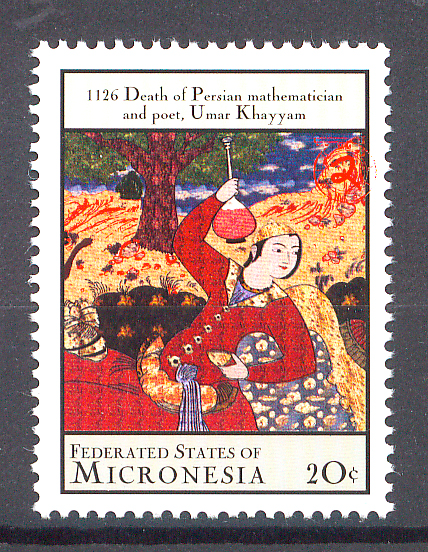 1126 Death of Persian mathematician
and poet, Umar Khayyam
FEDERATED STATES OF
MICRONESIA 20¢